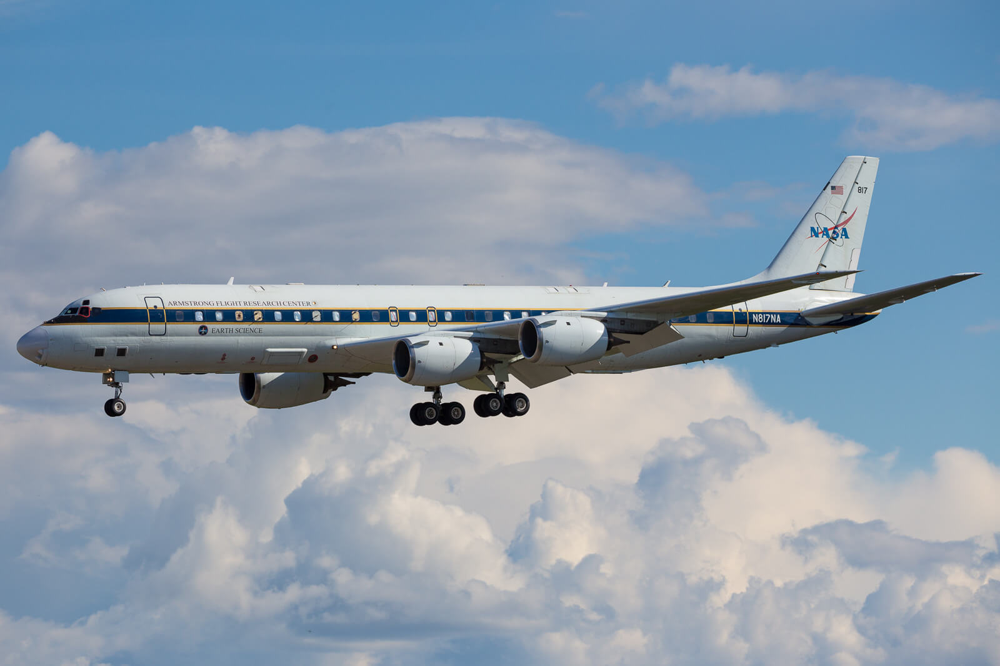 817
NASA
ARMSTRONG FLIGHT RESEARCH CENTER
EARTH SCIENCE
N817NA